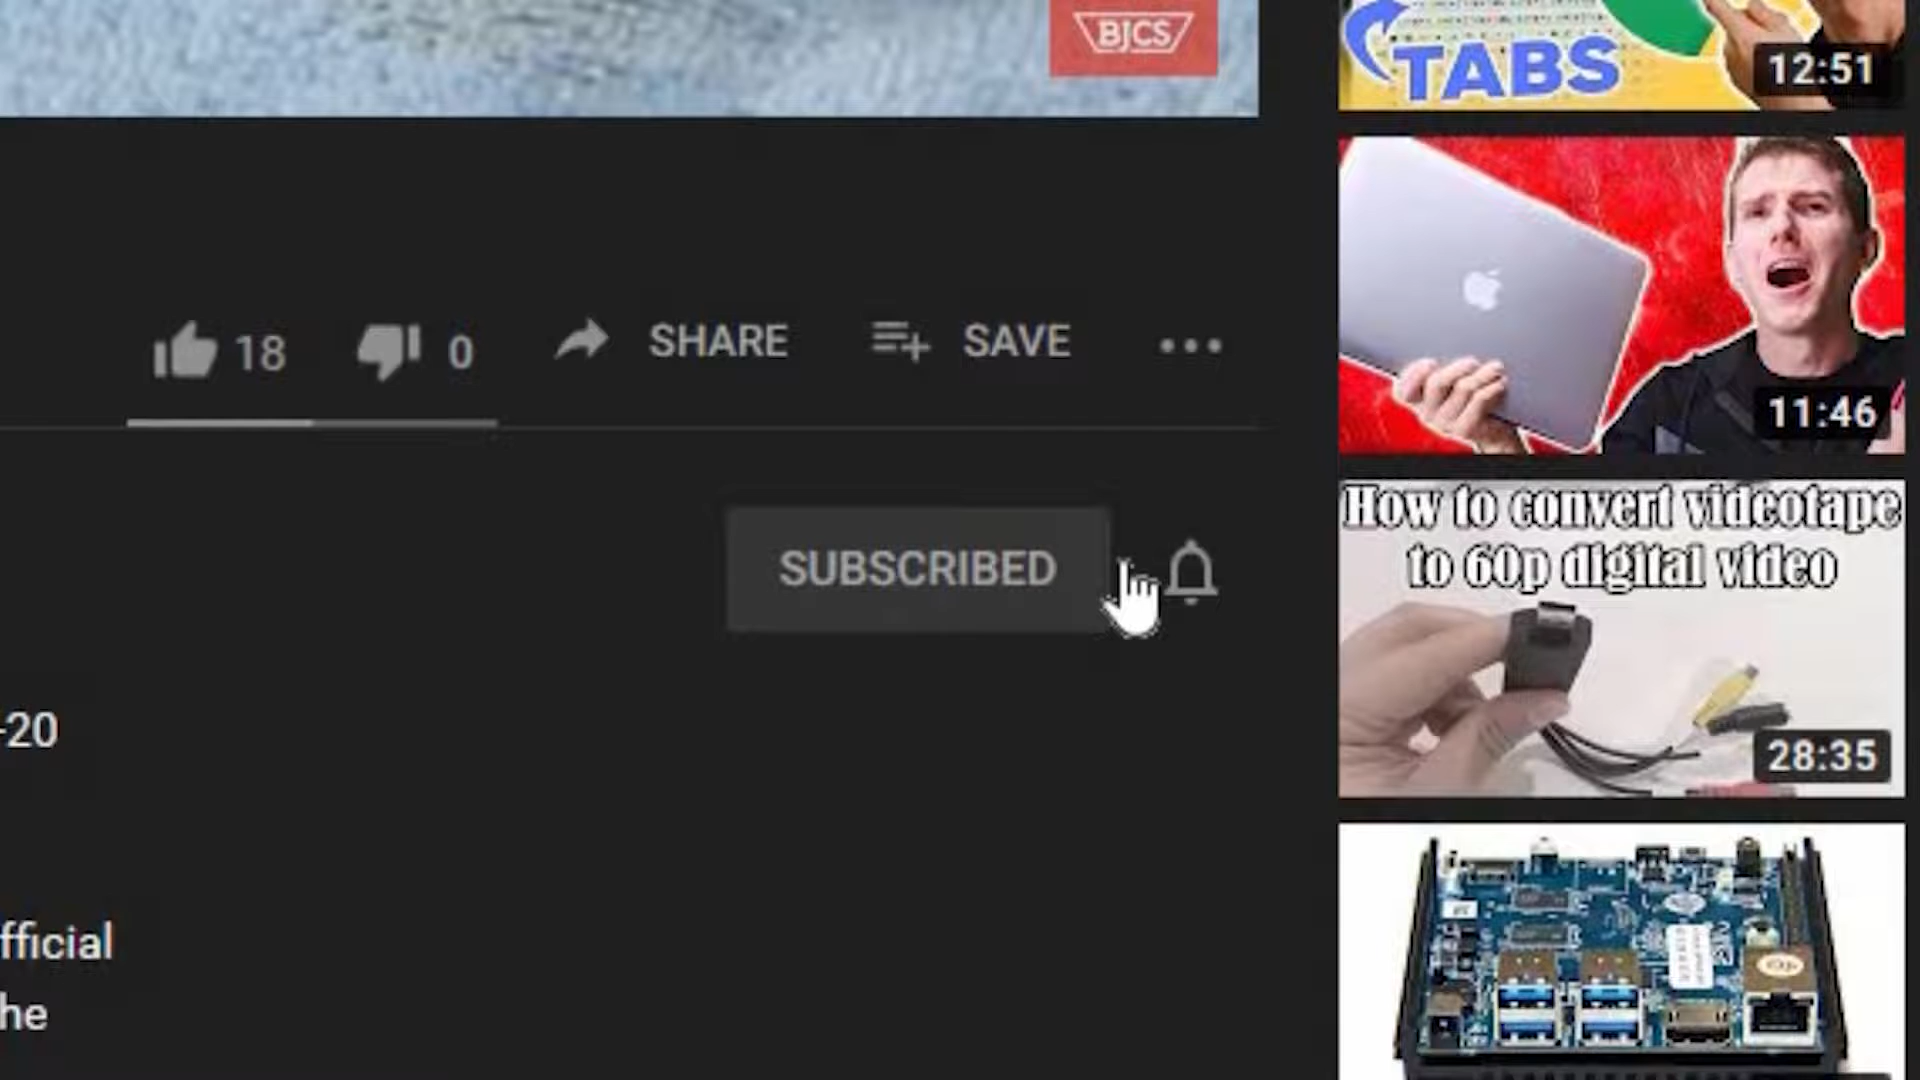 BJCS
TABS
12:51
11:46
18
0
SHARE
SAVE
SUBSCRIBED
How to convert videotape
to 60p digital video
28:35
-20
fficial
he